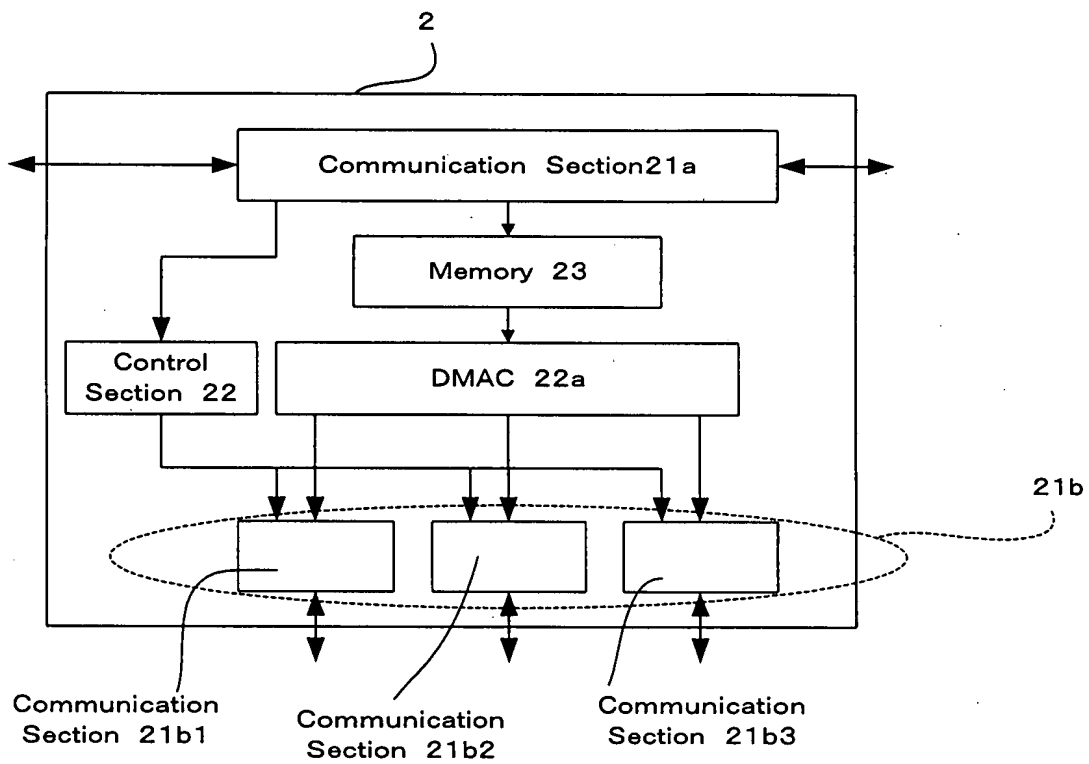 2
Communication Section21a
Memory 23
Control
Section 22
DMAC 22a
21b
Communication
Section 21b1
Communication
Section 21b2
Communication
Section 21b3